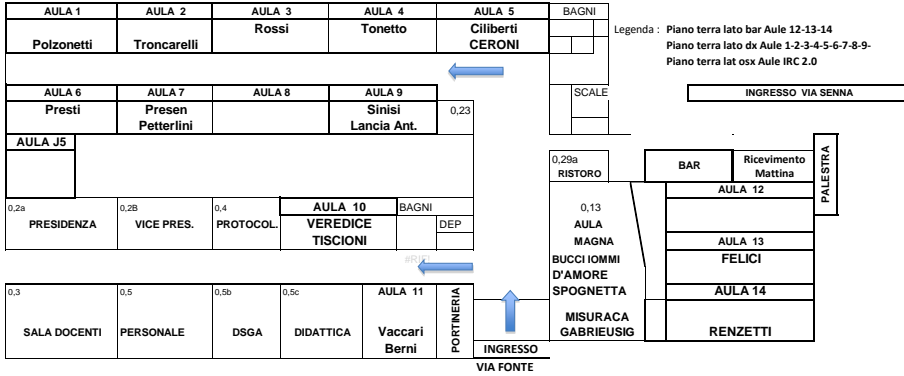 AULA 1 AULA 2 AULA 3 AULA 4 AULA 5 BAGNI
Polzonetti Troncarelli Rossi Tonetto Ciliberti
CERONI
Legenda : Piano terra lato bar Aule 12-13-14
Piano terra lato dx Aule 1-2-3-4-5-6-7-8-9-
Piano terra lat osx Aule IRC 2.0
AULA 6 AULA 7 AULA 8 AULA 9 SCALE INGRESSO VIA SENNA
Presti Presen Sinisi 0,23
Petterlini Lancia Ant.
AULA J5
0,29a
RISTORO
BAR
Ricevimento
Mattina
PALESTRA
AULA 12
0,2a 0,2B 0,4 AULA 10 BAGNI
PRESIDENZA VICE PRES. PROTOCOL. VEREDICE DEP
TISCIONI
0,13
AULA
MAGNA
BUCCI IOMMI
D'AMORE
SPOGNETTA
MISURACA
GABRIEUSIG
AULA 13
FELICI
AULA 14
RENZETTI
#RIF!
0,3 0,5 0,5b 0,5c AULA 11
SALA DOCENTI PERSONALE DSGA DIDATTICA Vaccari
Berni
PORTINERIA
INGRESSO
VIA FONTE